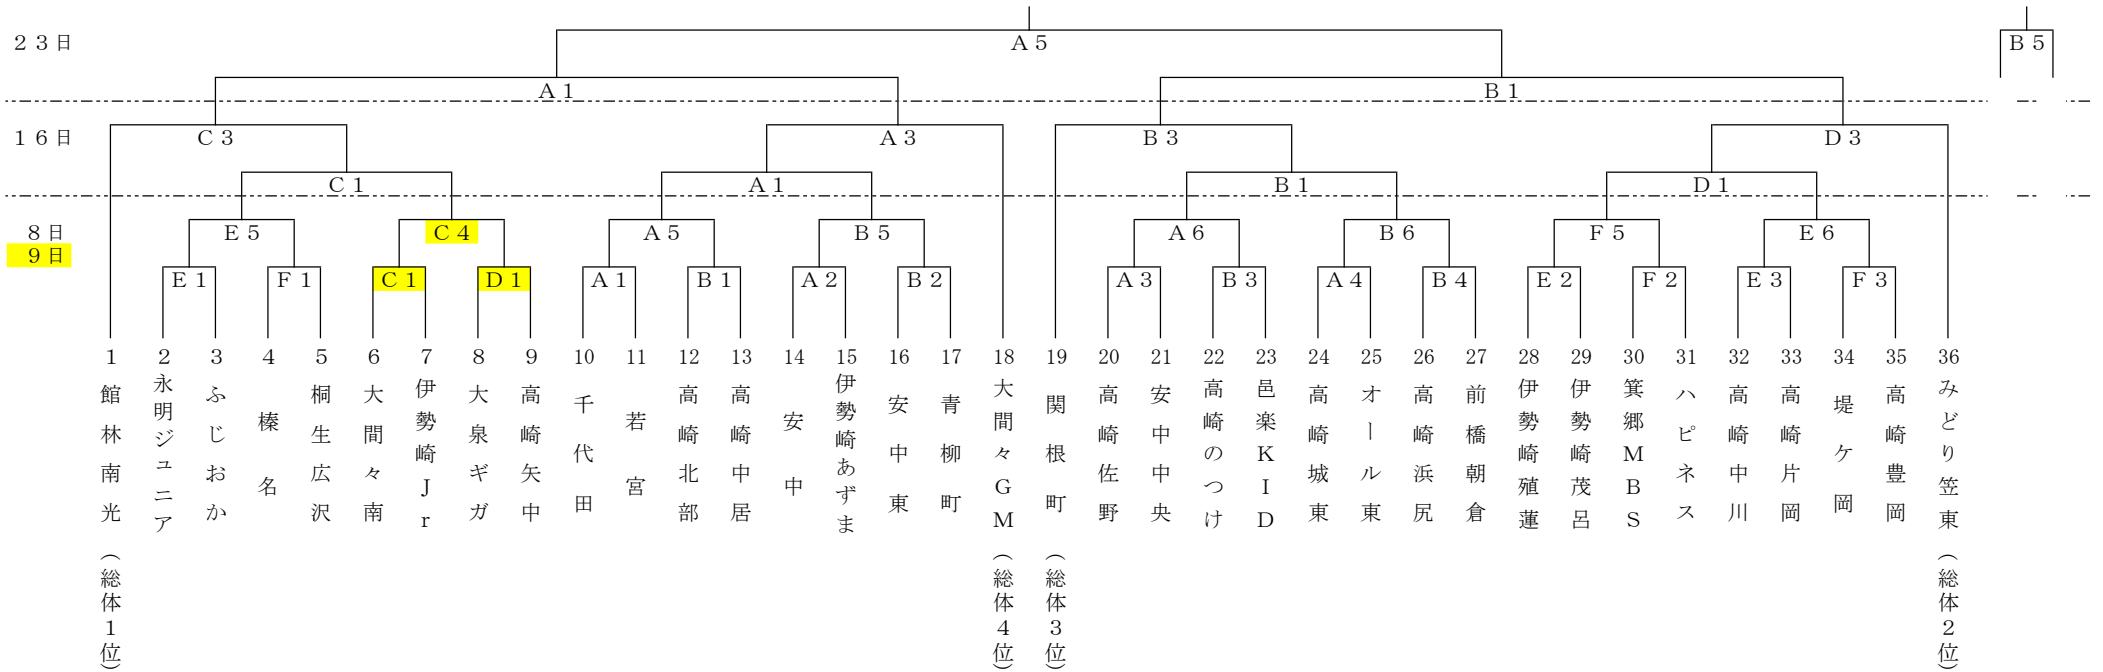 ２３日
Ａ５
Ｂ５
Ａ１
Ｂ１
１６日
Ｃ３
Ａ３
Ｂ３
Ｄ３
Ｃ１
Ａ１
Ｂ１
Ｄ１
８日
Ｅ５
Ｃ４
Ａ５
Ｂ５
Ａ６
Ｂ６
Ｆ５
Ｅ６
９日
Ｅ１
Ｆ１
Ｃ１
Ｄ１
Ａ１
Ｂ１
Ａ２
Ｂ２
Ａ３
Ｂ３
Ａ４
Ｂ４
Ｅ２
Ｆ２
Ｅ３
Ｆ３
1 館林南光（総体１位）
2 永明ジュニア
3 ふじおか
4 榛名
5 桐生広沢
6 大間々南
7 伊勢崎Ｊｒ
8 大泉ギガ
9 高崎矢中
10 千代田
11 若宮
12 高崎北部
13 高崎中居
14 安中
15 伊勢崎あずま
16 安中東
17 青柳町
18 大間々ＧＭ（総体４位）
19 関根町（総体３位）
20 高崎佐野
21 安中中央
22 高崎のつけ
23 邑楽ＫＩＤ
24 高崎城東
25 オール東
26 高崎浜尻
27 前橋朝倉
28 伊勢崎殖蓮
29 伊勢崎茂呂
30 箕郷ＭＢＳ
31 ハピネス
32 高崎中川
33 高崎片岡
34 堤ケ岡
35 高崎豊岡
36 みどり笠東（総体２位）